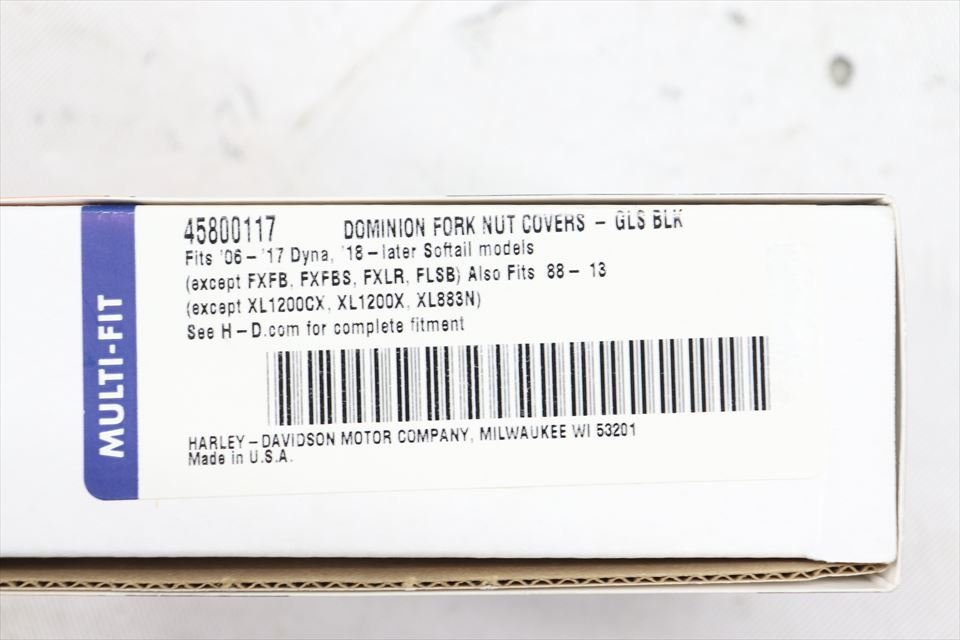 MULTI-FIT
45800117 DOMINION FORK NUT COVERS - GLS BLK
Fits '06-'17 Dyna, '18-later Softail models
(except FXFB, FXFBS, FXLR, FLSB) Also Fits 88-13
(except XL1200CX, XL1200X, XL883N)
See H-D.com for complete fitment
HARLEY-DAVIDSON MOTOR COMPANY, MILWAUKEE WI 53201
Made in U.S.A.